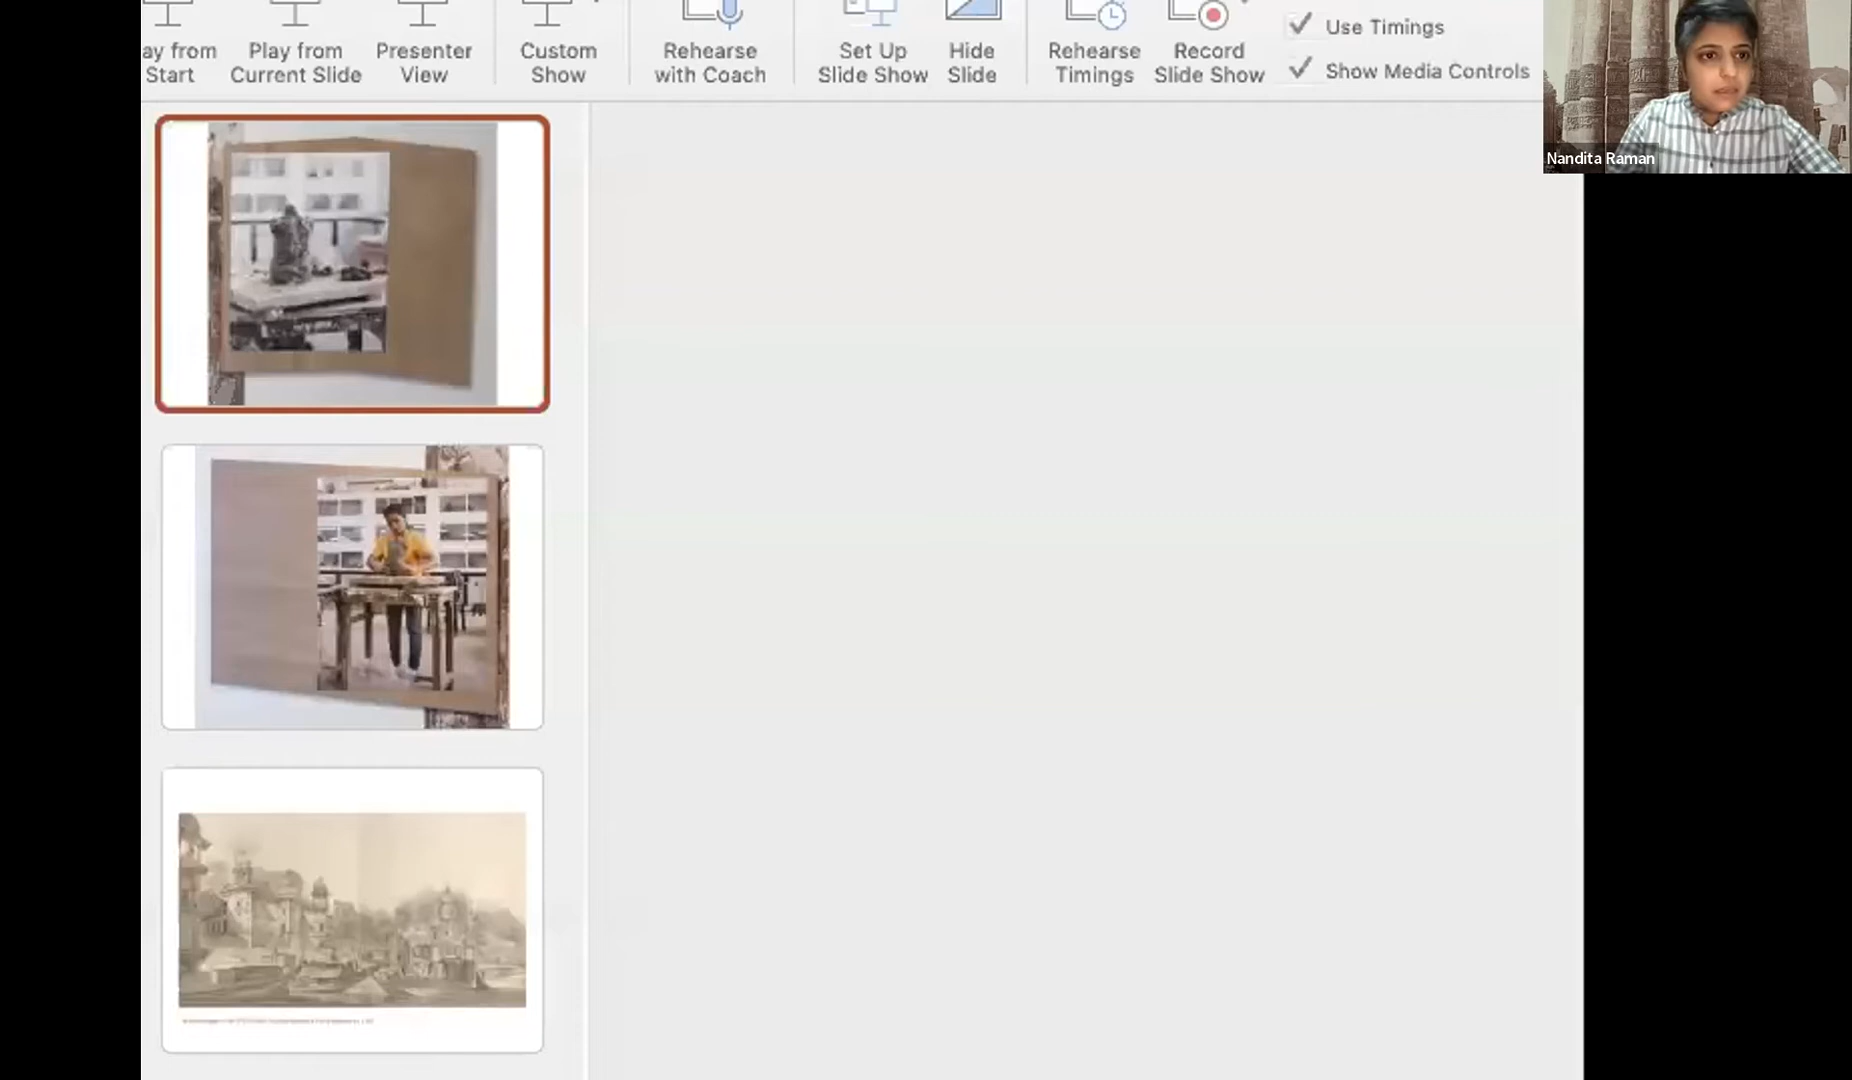 Use Timings
ay from
Start
Play from
Current Slide
Presenter
View
Custom
Show
Rehearse
with Coach
Set Up
Slide Show
Hide
Slide
Rehearse
Timings
Record
Slide Show
Show Media Controls
Nandita Raman